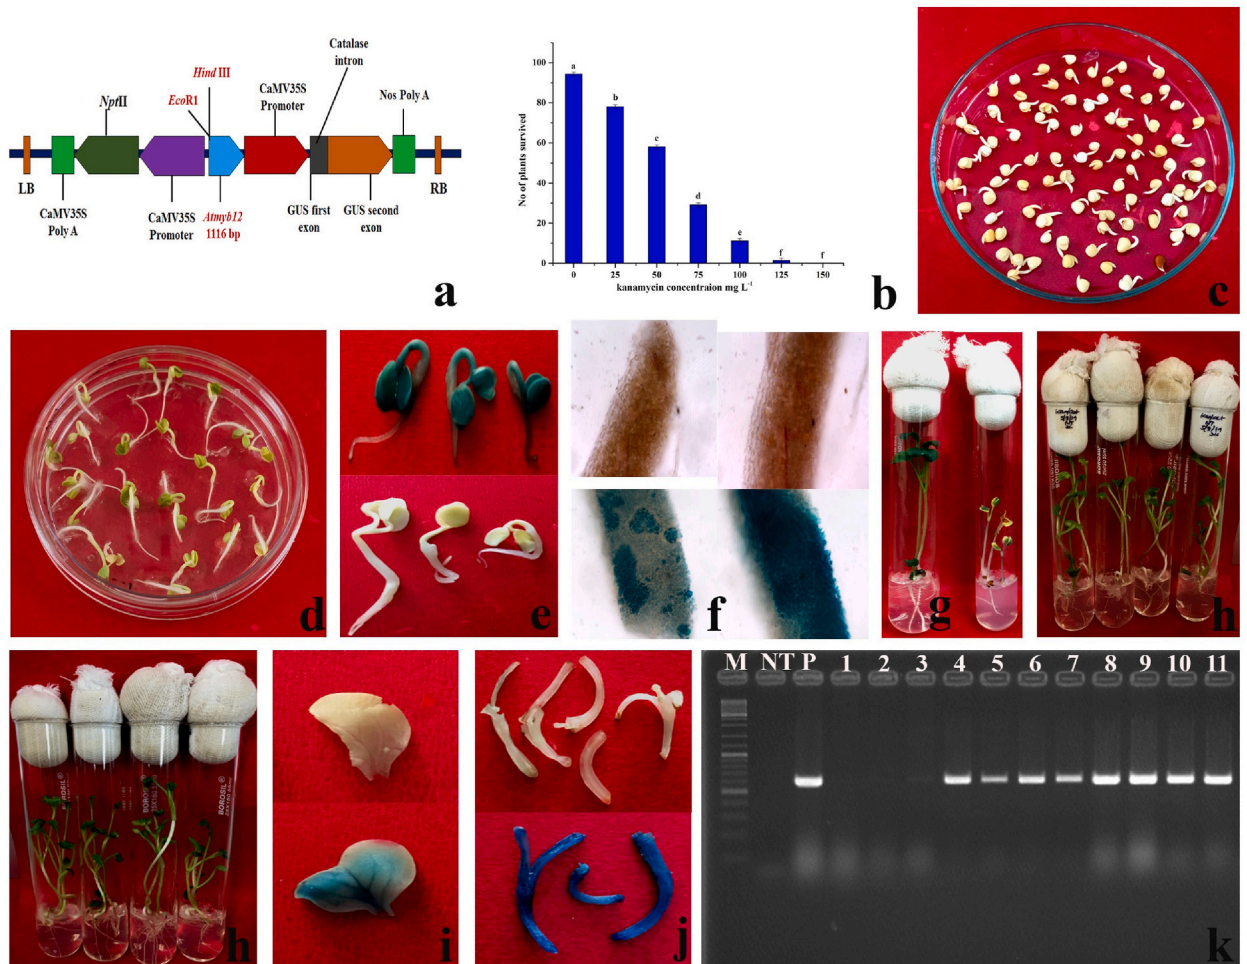 Catalase
intron
Hind III
NptII
EcoR1
CaMV35S
Promoter
Nos Poly A
LB
RB
CaMV35S
Poly A
CaMV35S
Promoter
Atmyb12
1116 bp
GUS first
exon
GUS second
exon
a
No of plants survived
100
80
60
40
20
0
a
b
c
d
e
f
f
0 25 50 75 100 125 150
kanamycin concentraion mg L-1
b
c
d
e
f
g
h
h
BOROSIL®
i
j
M NT P 1 2 3 4 5 6 7 8 9 10 11
k